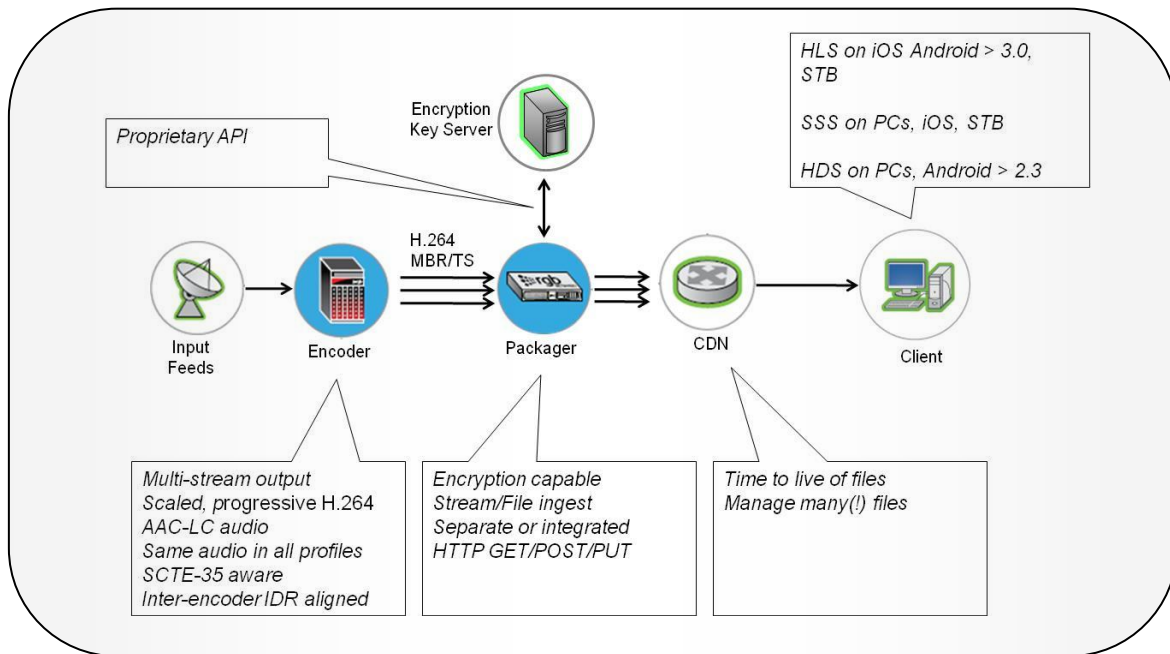 HLS on iOS Android > 3.0,
STB
SSS on PCs, iOS, STB
HDS on PCs, Android > 2.3
Encryption
Key Server
Proprietary API
H.264
MBR/TS
rgb
Input
Feeds
Encoder
Packager
CDN
Client
Multi-stream output
Scaled, progressive H.264
AAC-LC audio
Same audio in all profiles
SCTE-35 aware
Inter-encoder IDR aligned
Encryption capable
Stream/File ingest
Separate or integrated
HTTP GET/POST/PUT
Time to live of files
Manage many(!) files